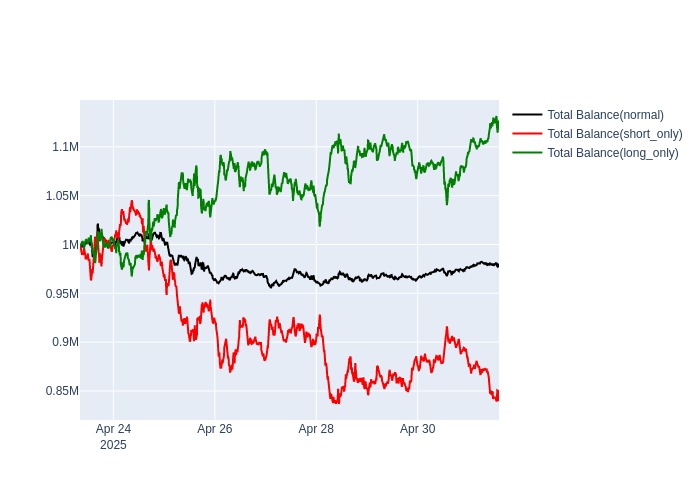 Total Balance(normal)
Total Balance(short_only)
Total Balance(long_only)
1.1M
1.05M
1M
0.95M
0.9M
0.85M
Apr 24
2025
Apr 26
Apr 28
Apr 30